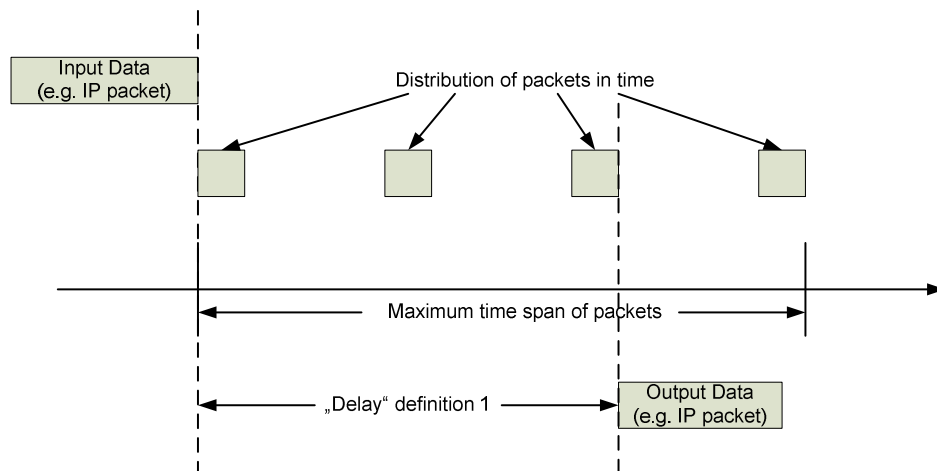 Input Data
(e.g. IP packet)
Distribution of packets in time
Maximum time span of packets
„Delay“ definition 1
Output Data
(e.g. IP packet)